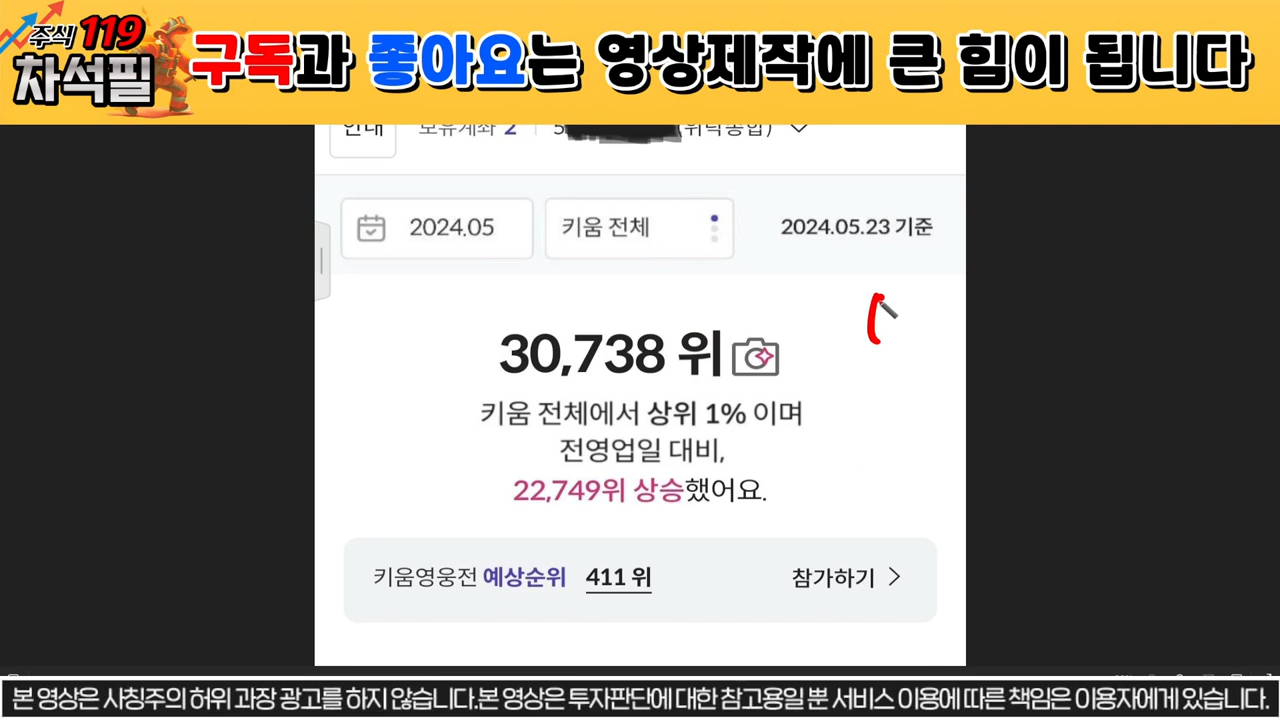 주식 119
차석필
구독과 좋아요는 영상제작에 큰 힘이 됩니다
안내 보유계좌 2 5 (위탁종합)
2024.05 키움 전체 2024.05.23 기준
30,738 위
키움 전체에서 상위 1% 이며
전영업일 대비,
22,749위 상승했어요.
키움영웅전 예상순위 411 위 참가하기
본 영상은 사칭주의 허위 과장 광고를 하지 않습니다.본 영상은 투자판단에 대한 참고용일 뿐 서비스 이용에 따른 책임은 이용자에게 있습니다.